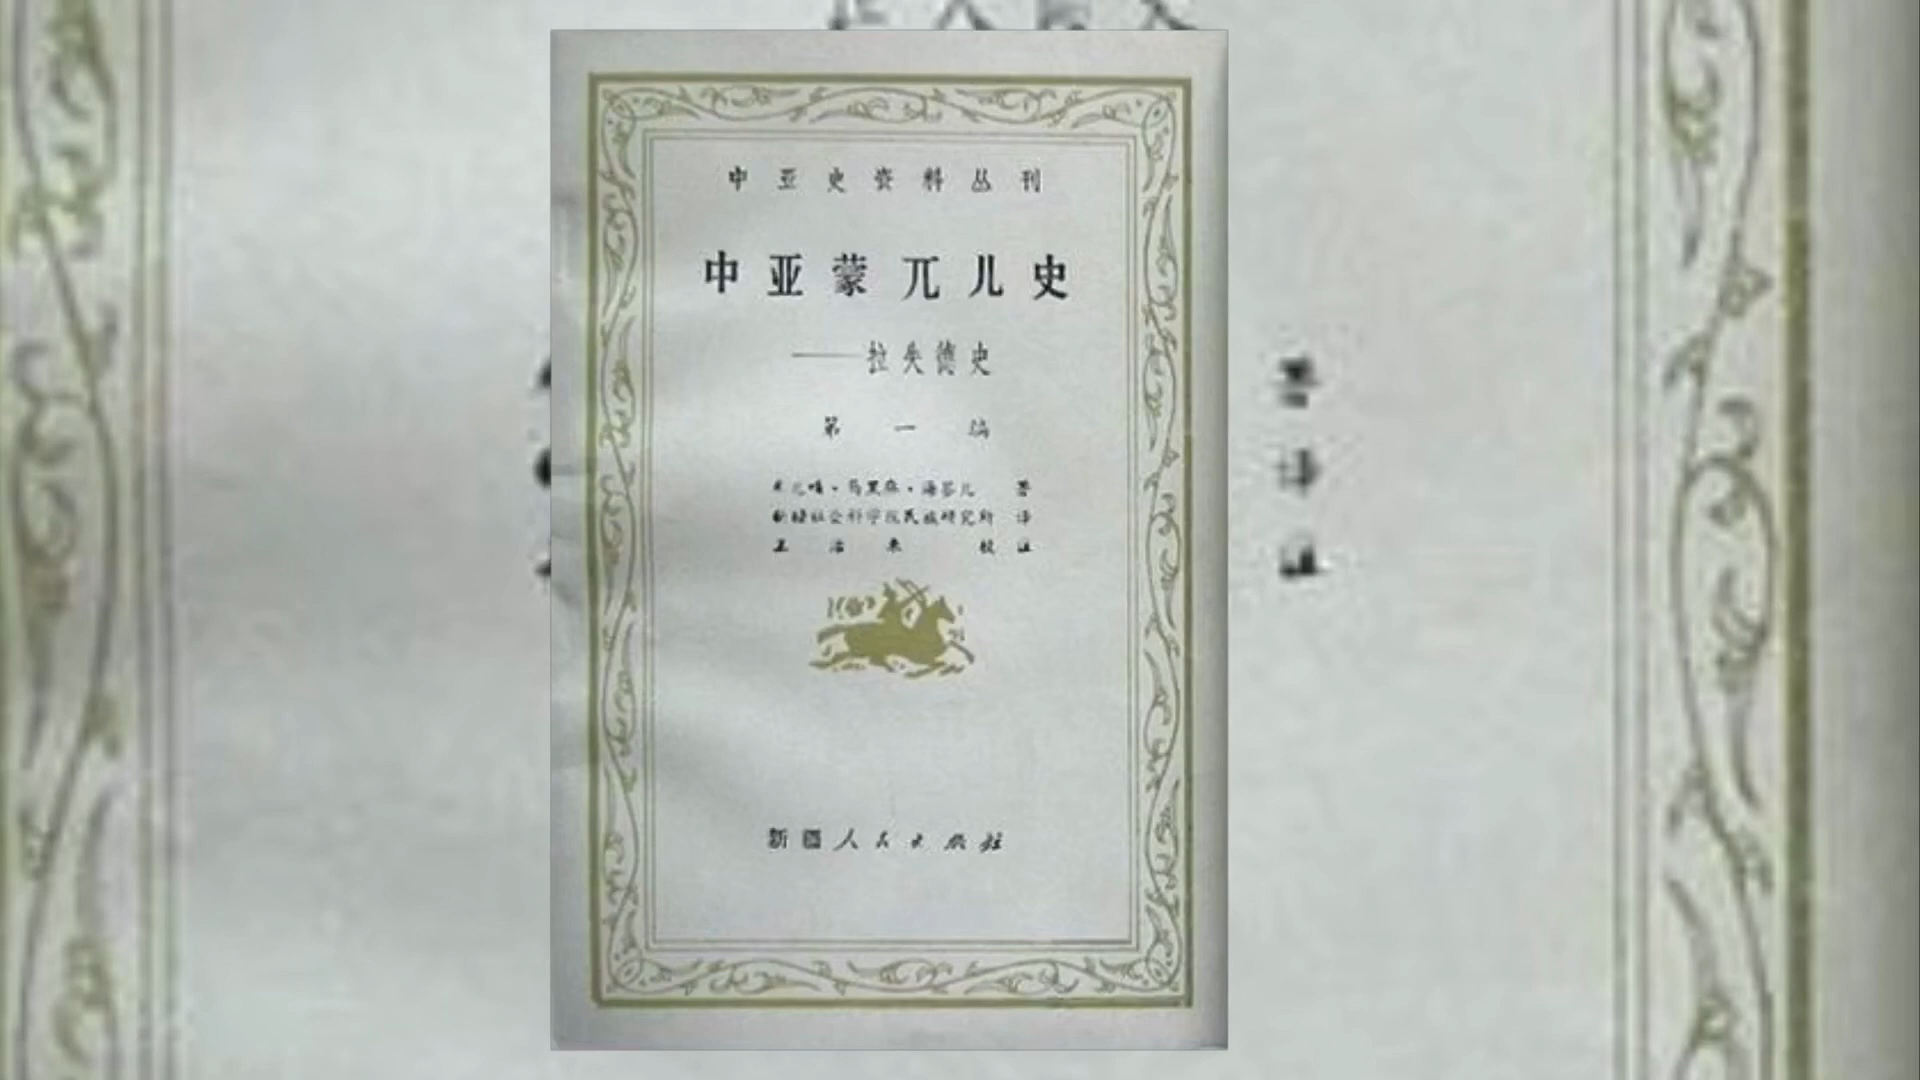 中亚史资料丛刊
中亚蒙兀儿史
——拉失德史
第一编
米儿咱·马黑麻·海答儿 著
新疆社会科学院民族研究所 译
王治来 校注
新疆人民出版社